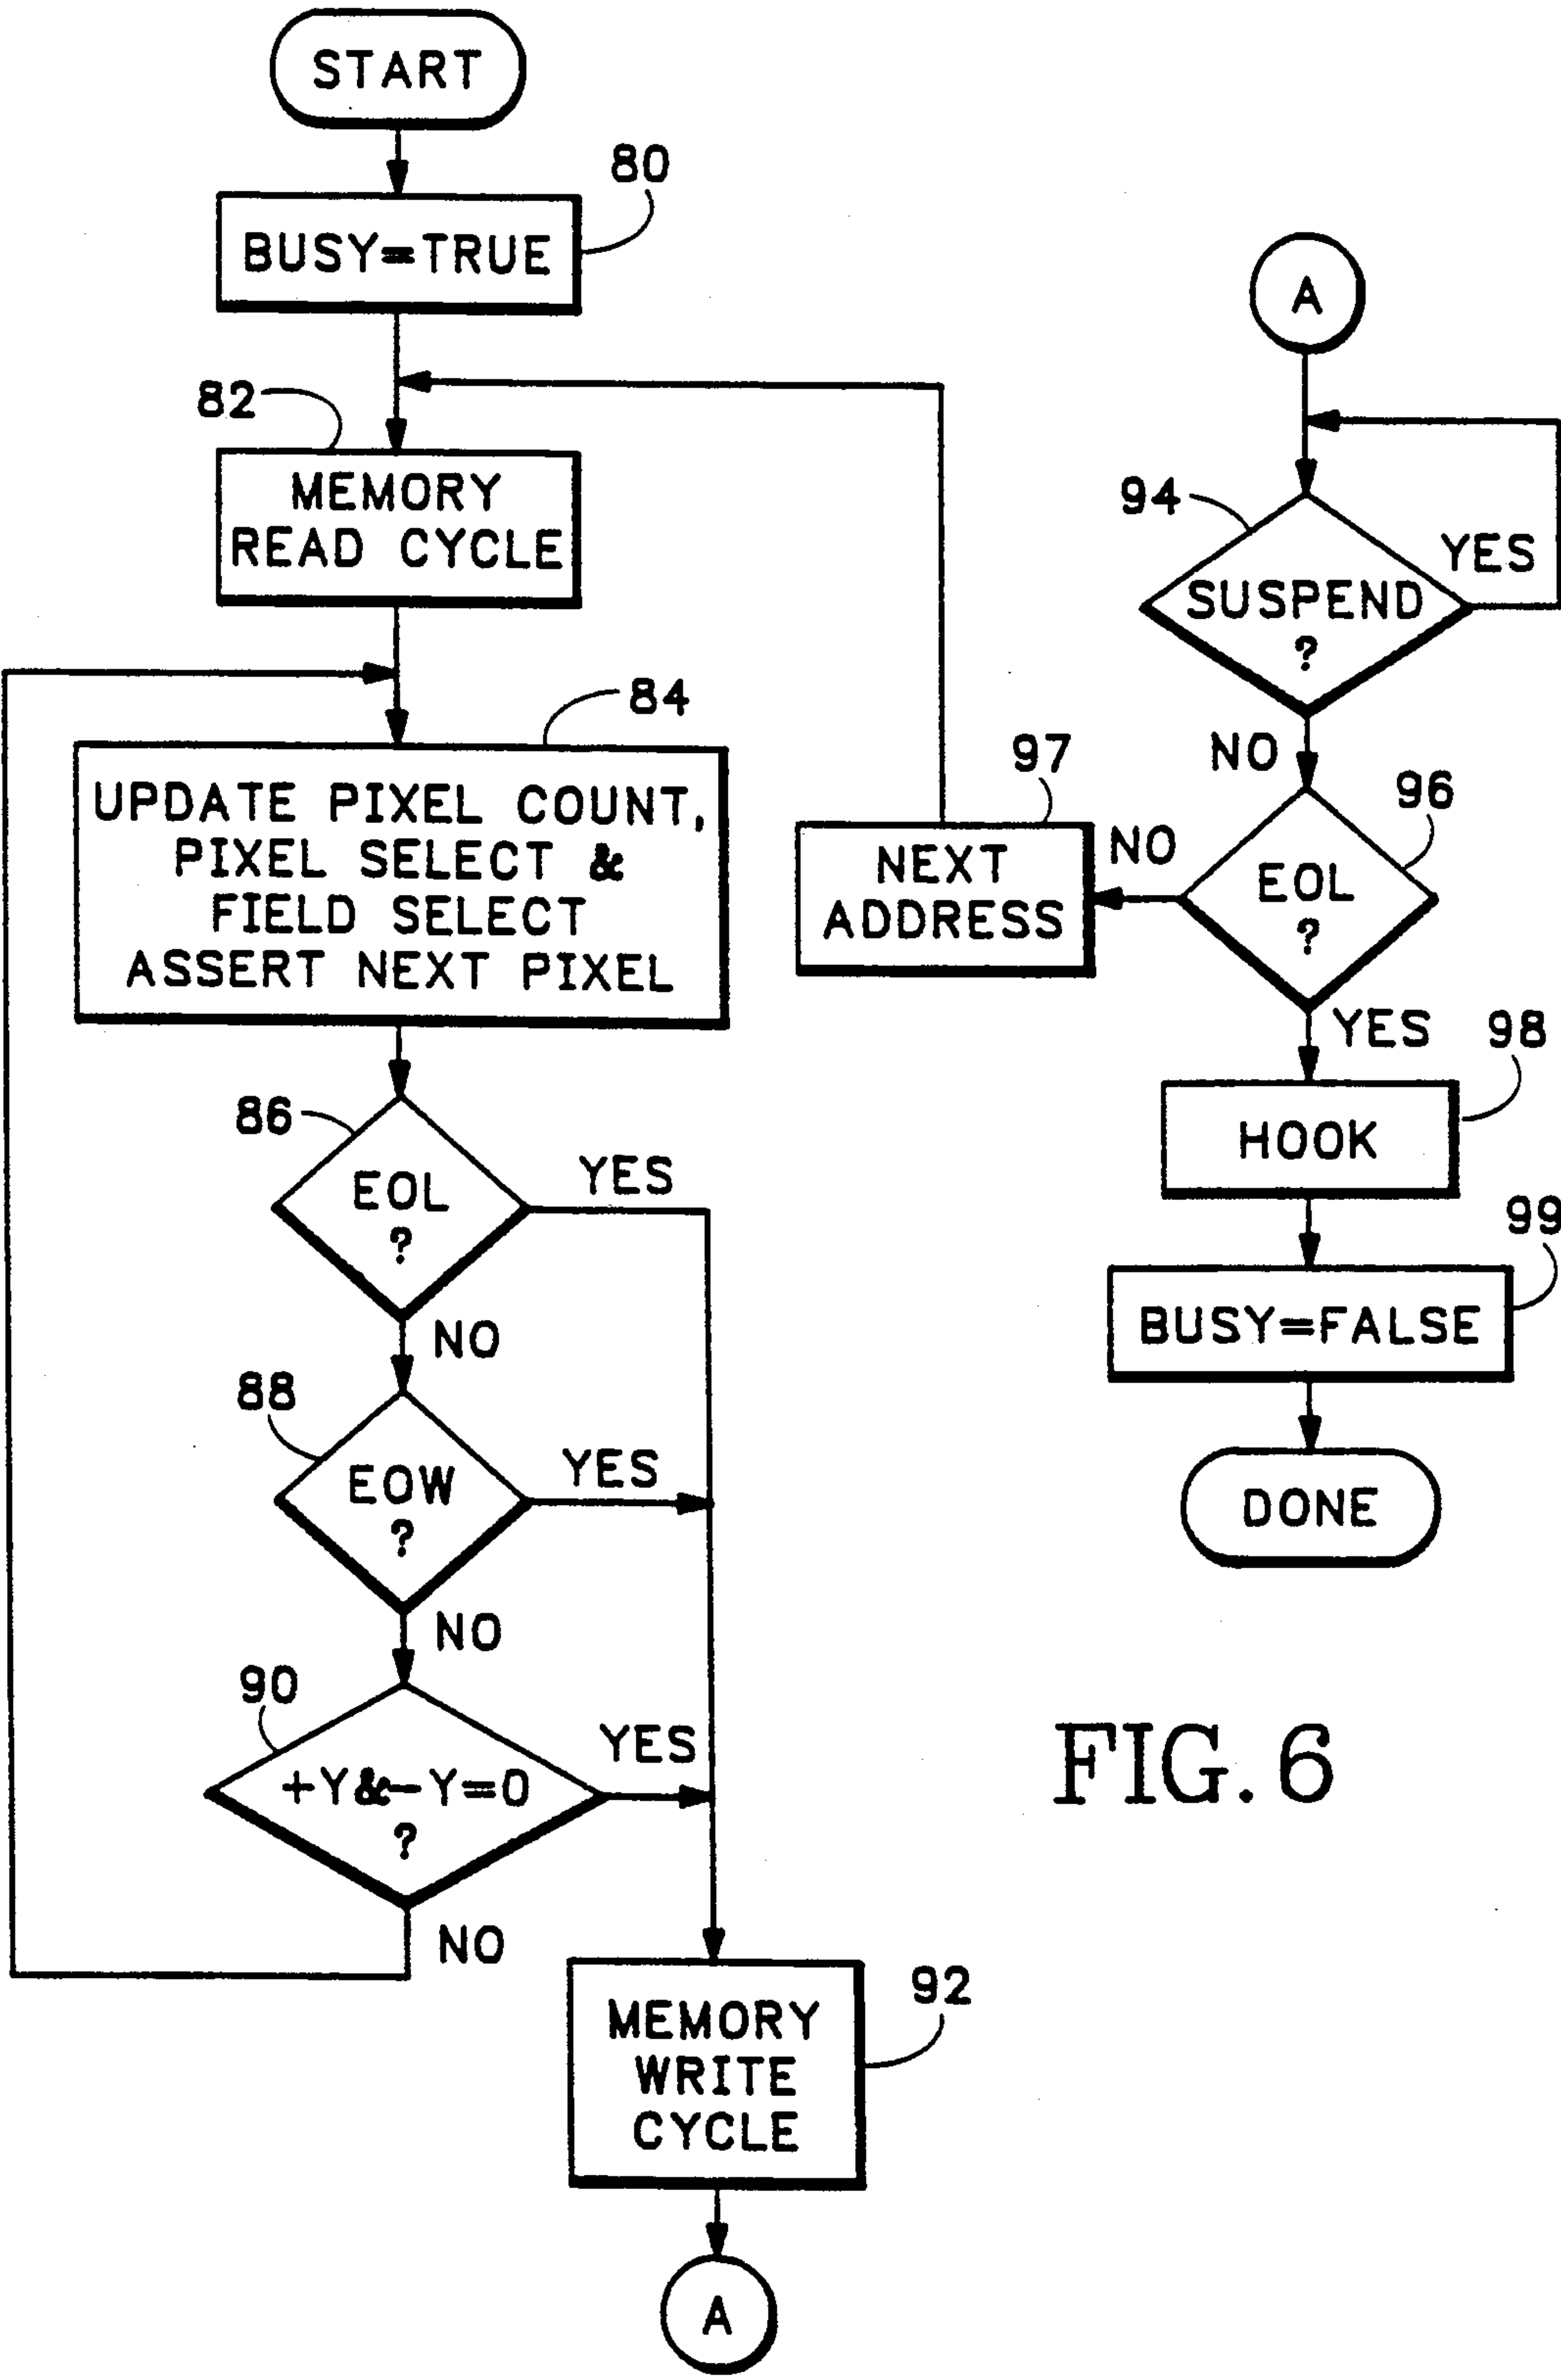 START
80
BUSY=TRUE
82
MEMORY
READ CYCLE
84
UPDATE PIXEL COUNT,
PIXEL SELECT &
FIELD SELECT
ASSERT NEXT PIXEL
86
EOL
?
YES
NO
88
EOW
?
YES
NO
90
+Y&-Y=0
?
YES
NO
92
MEMORY
WRITE
CYCLE
A
A
94
SUSPEND
?
YES
NO
96
EOL
?
NO
97
NEXT
ADDRESS
YES
98
HOOK
99
BUSY=FALSE
DONE
FIG. 6